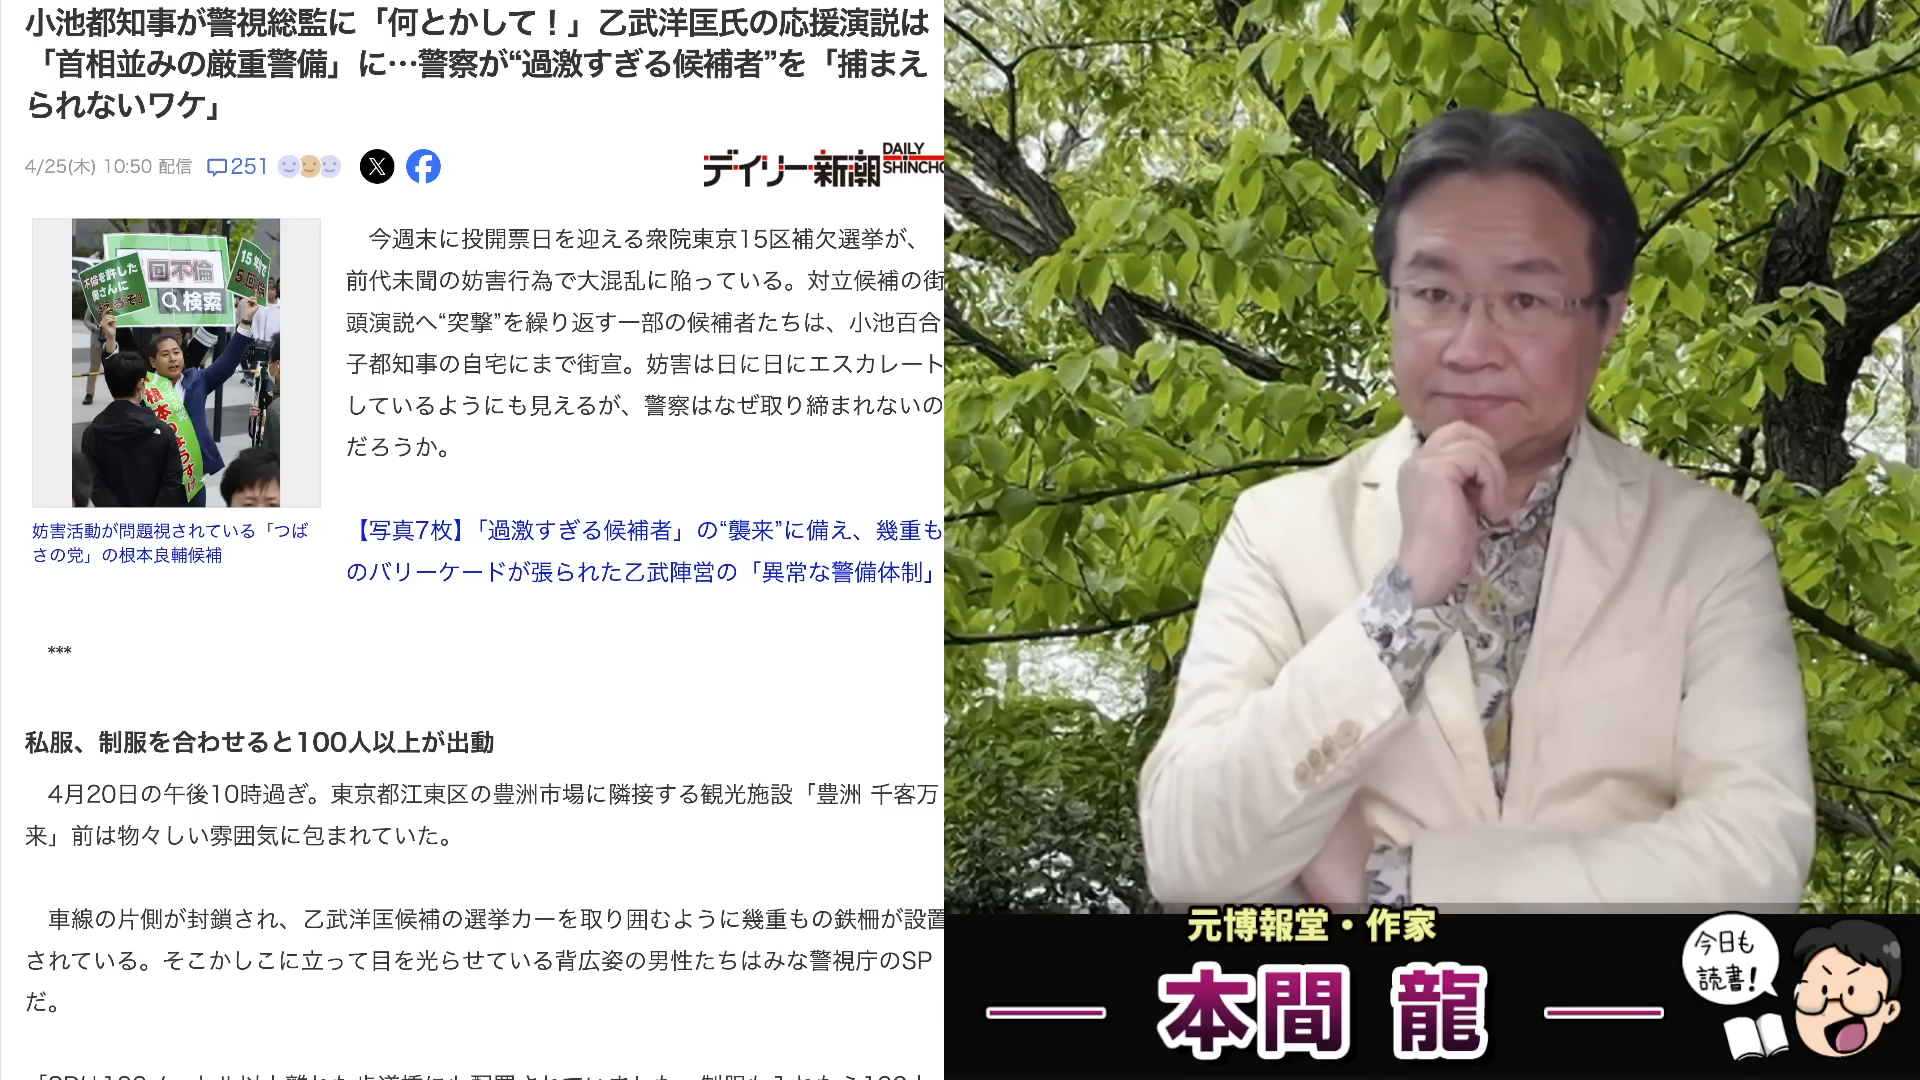 小池都知事が警視総監に「何とかして！」乙武洋匡氏の応援演説は
「首相並みの厳重警備」に…警察が“過激すぎる候補者”を「捕まえ
られないワケ」
4/25(木) 10:50 配信
251
デイリー新潮
DAILY
SHINCHO
回不倫
検索
不倫を許した
15年で
5回
今週末に投開票日を迎える衆院東京15区補欠選挙が、
前代未聞の妨害行為で大混乱に陥っている。対立候補の街
頭演説へ“突撃”を繰り返す一部の候補者たちは、小池百合
子都知事の自宅にまで街宣。妨害は日に日にエスカレート
しているようにも見えるが、警察はなぜ取り締まれないの
だろうか。
妨害活動が問題視されている「つば
さの党」の根本良輔候補
【写真7枚】「過激すぎる候補者」の“襲来”に備え、幾重も
のバリーケードが張られた乙武陣営の「異常な警備体制」
***
私服、制服を合わせると100人以上が出動
4月20日の午後10時過ぎ。東京都江東区の豊洲市場に隣接する観光施設「豊洲 千客万
来」前は物々しい雰囲気に包まれていた。
車線の片側が封鎖され、乙武洋匡候補の選挙カーを取り囲むように幾重もの鉄柵が設置
されている。そこかしこに立って目を光らせている背広姿の男性たちはみな警視庁のSP
だ。
元博報堂・作家
本間 龍
今日も
読書！